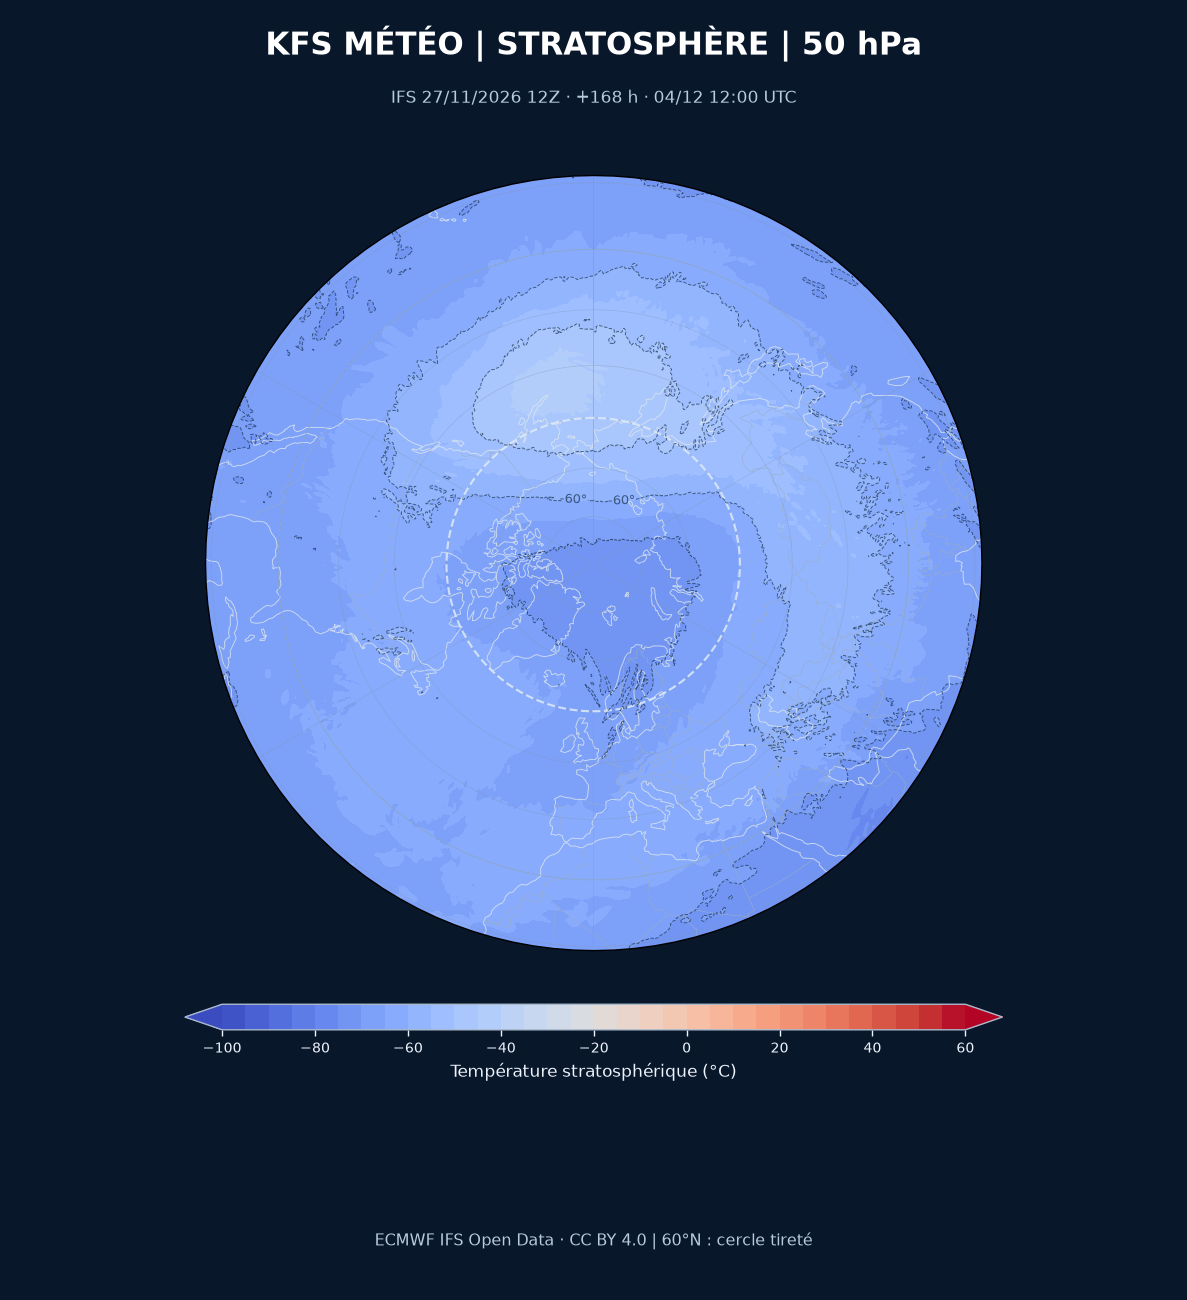 KFS MÉTÉO | STRATOSPHÈRE | 50 hPa
IFS 27/11/2026 12Z · +168 h · 04/12 12:00 UTC
-60° 60°
−100 −80 −60 −40 −20 0 20 40 60
Température stratosphérique (°C)
ECMWF IFS Open Data · CC BY 4.0 | 60°N : cercle tireté